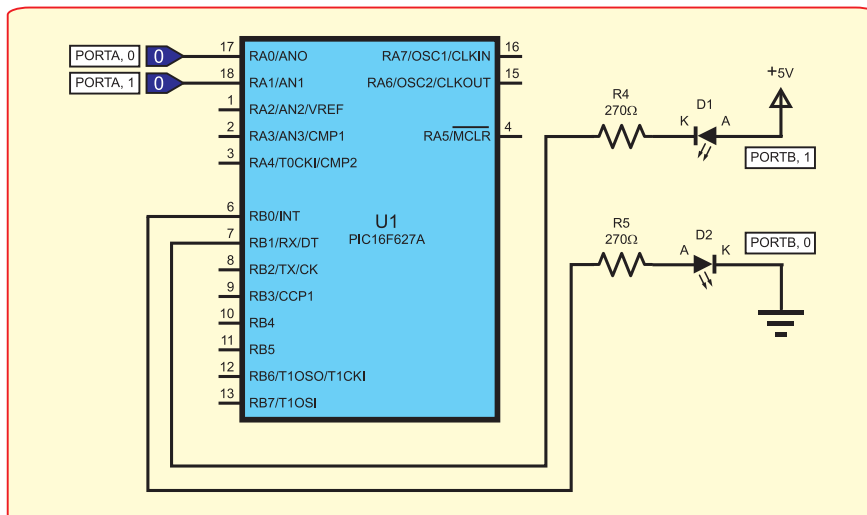 PORTA, 0
0
17
RA0/ANO
RA7/OSC1/CLKIN
16
PORTA, 1
0
18
RA1/AN1
RA6/OSC2/CLKOUT
15
1
RA2/AN2/VREF
2
RA3/AN3/CMP1
RA5/MCLR
4
3
RA4/T0CKI/CMP2
6
RB0/INT
7
RB1/RX/DT
8
RB2/TX/CK
9
RB3/CCP1
10
RB4
11
RB5
12
RB6/T1OSO/T1CKI
13
RB7/T1OSI
U1
PIC16F627A
+5V
R4
270Ω
D1
K
A
PORTB, 1
R5
270Ω
D2
A
K
PORTB, 0